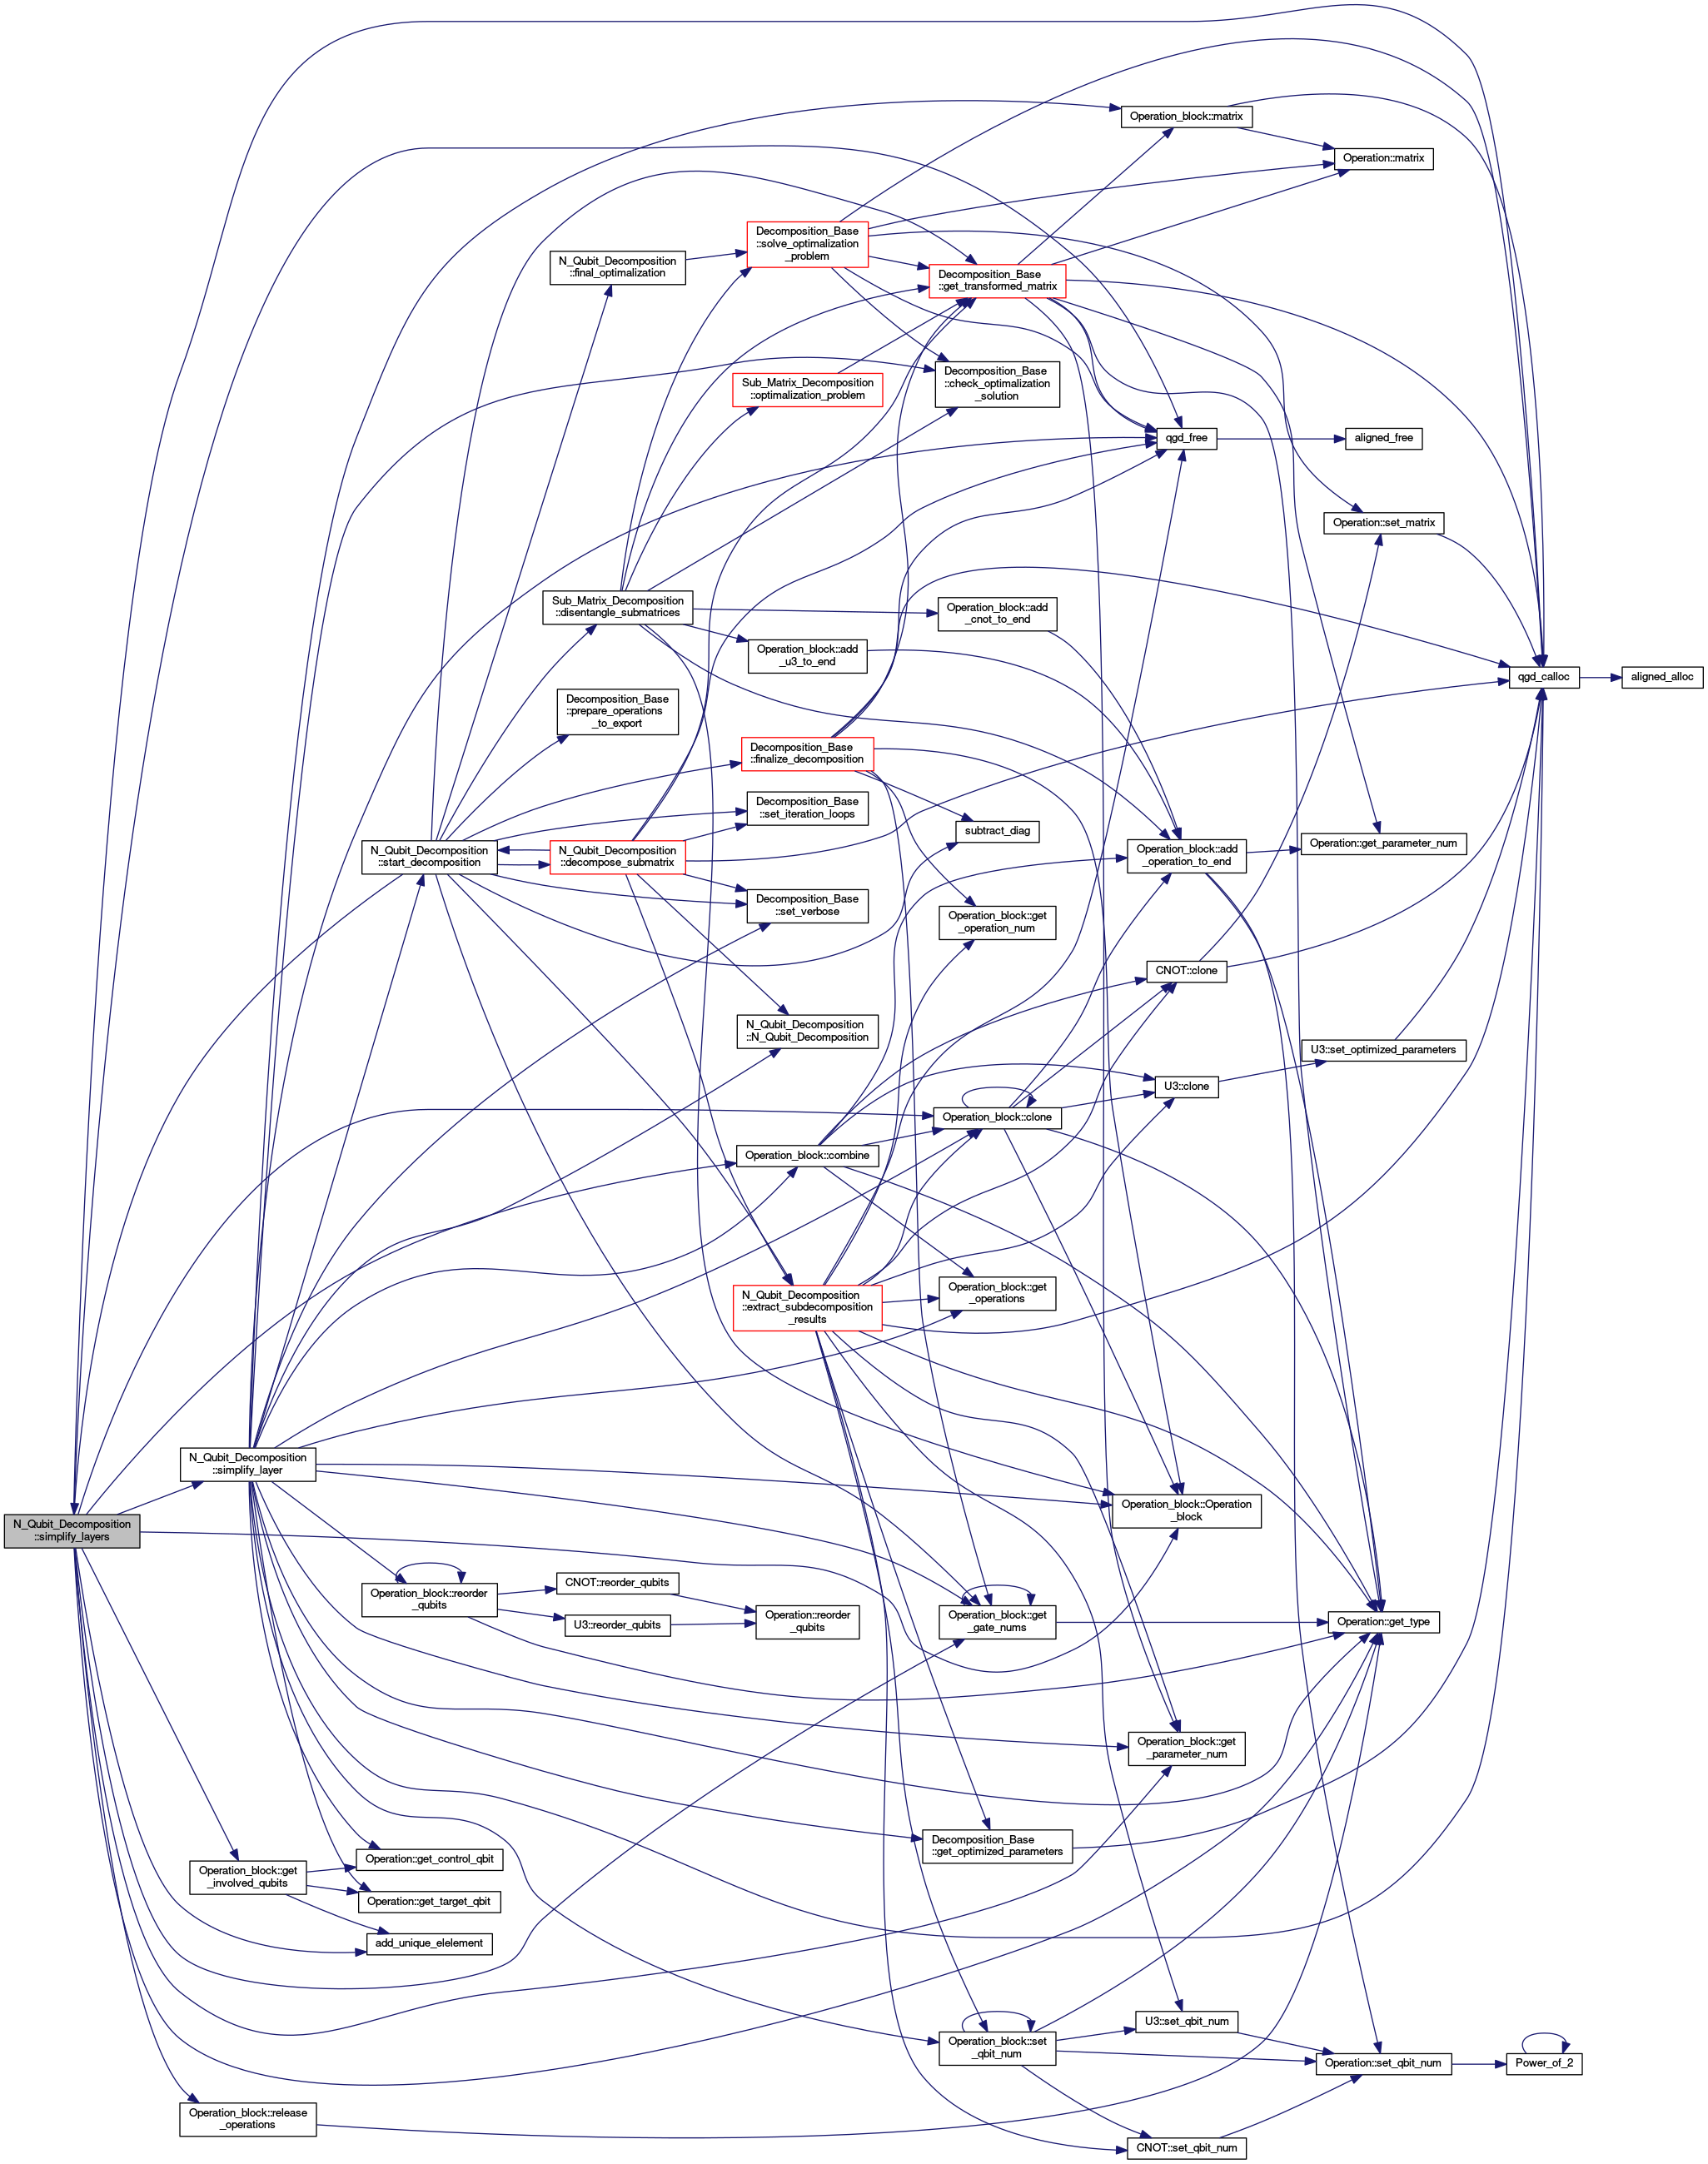 Operation_block::matrix
Operation::matrix
Decomposition_Base
::solve_optimalization
_problem
N_Qubit_Decomposition
::final_optimalization
Decomposition_Base
::get_transformed_matrix
Decomposition_Base
::check_optimalization
_solution
Sub_Matrix_Decomposition
::optimalization_problem
qgd_free
aligned_free
Operation::set_matrix
Sub_Matrix_Decomposition
::disentangle_submatrices
Operation_block::add
_cnot_to_end
Operation_block::add
_u3_to_end
qgd_calloc
aligned_alloc
Decomposition_Base
::prepare_operations
_to_export
Decomposition_Base
::finalize_decomposition
Decomposition_Base
::set_iteration_loops
subtract_diag
Operation::get_parameter_num
N_Qubit_Decomposition
::start_decomposition
N_Qubit_Decomposition
::decompose_submatrix
Operation_block::add
_operation_to_end
Decomposition_Base
::set_verbose
Operation_block::get
_operation_num
CNOT::clone
N_Qubit_Decomposition
::N_Qubit_Decomposition
U3::set_optimized_parameters
U3::clone
Operation_block::clone
Operation_block::combine
N_Qubit_Decomposition
::extract_subdecomposition
_results
Operation_block::get
_operations
N_Qubit_Decomposition
::simplify_layer
Operation_block::Operation
_block
N_Qubit_Decomposition
::simplify_layers
CNOT::reorder_qubits
Operation_block::reorder
_qubits
U3::reorder_qubits
Operation::reorder
_qubits
Operation_block::get
_gate_nums
Operation::get_type
Operation_block::get
_parameter_num
Decomposition_Base
::get_optimized_parameters
Operation::get_control_qbit
Operation_block::get
_involved_qubits
Operation::get_target_qbit
add_unique_elelement
U3::set_qbit_num
Operation_block::set
_qbit_num
Operation::set_qbit_num
Power_of_2
Operation_block::release
_operations
CNOT::set_qbit_num